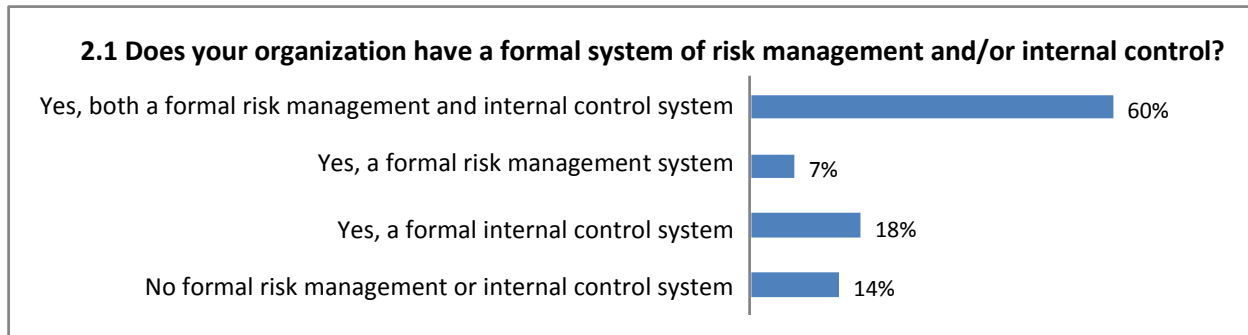 2.1 Does your organization have a formal system of risk management and/or internal control?
Yes, both a formal risk management and internal control system 60%
Yes, a formal risk management system 7%
Yes, a formal internal control system 18%
No formal risk management or internal control system 14%